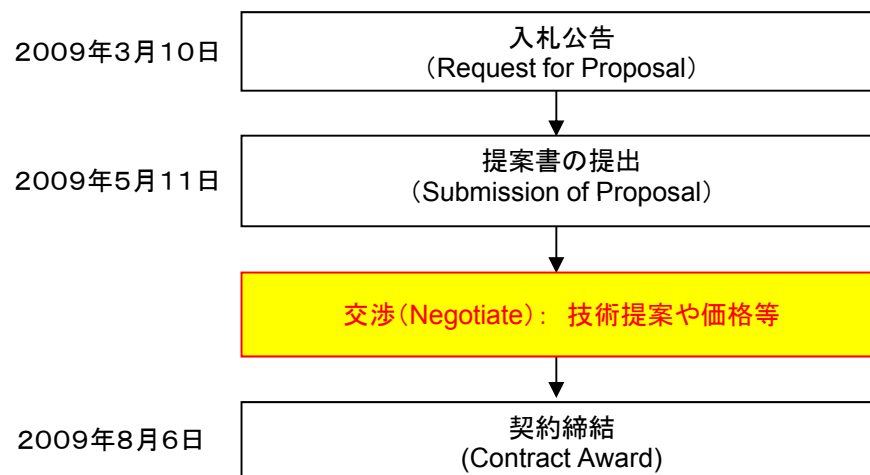 2009年3月10日
入札公告
(Request for Proposal)
2009年5月11日
提案書の提出
(Submission of Proposal)
交渉(Negotiate): 技術提案や価格等
2009年8月6日
契約締結
(Contract Award)